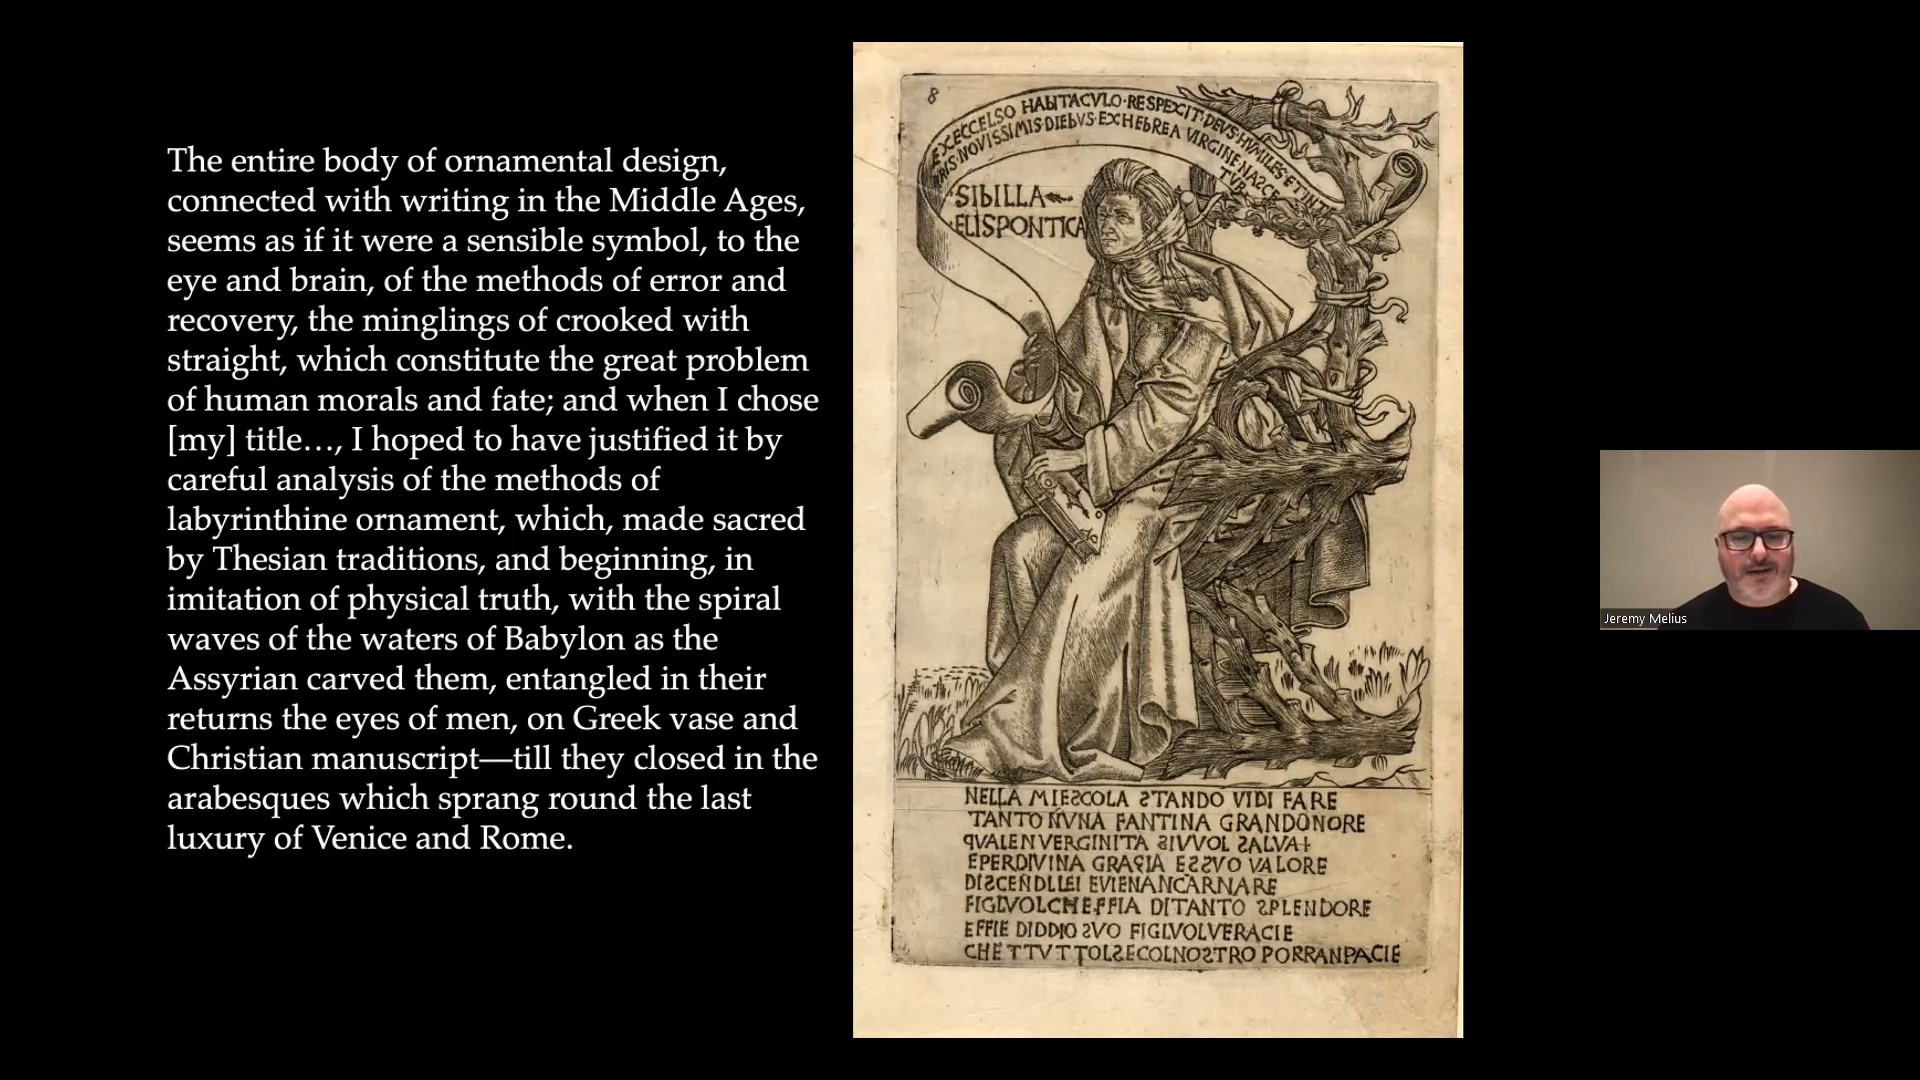 The entire body of ornamental design,
connected with writing in the Middle Ages,
seems as if it were a sensible symbol, to the
eye and brain, of the methods of error and
recovery, the minglings of crooked with
straight, which constitute the great problem
of human morals and fate; and when I chose
[my] title…, I hoped to have justified it by
careful analysis of the methods of
labyrinthine ornament, which, made sacred
by Thesian traditions, and beginning, in
imitation of physical truth, with the spiral
waves of the waters of Babylon as the
Assyrian carved them, entangled in their
returns the eyes of men, on Greek vase and
Christian manuscript—till they closed in the
arabesques which sprang round the last
luxury of Venice and Rome.
8
ECCELSO HABITACVLO·RESPEXIT·DEVS·HVMILES·ET
NOVISSIMIS·DIEBVS·EX HEBREA VIRGINE NASCE
TVR
SIBILLA
ELISPONTICA
NELLA MIESCOLA STANDO VIDI FARE
TANTO NVNA FANTINA GRANDONORE
QVALENVERGINITA SIVVOL SALVA
EPERDIVINA GRAÇIA ESSVO VALORE
DISCENDLLEI EVIENANCARNARE
FIGLVOLCHEFFIA DITANTO SPLENDORE
EFFIE DIDDIO SVO FIGLVOLVERACIE
CHETTVTTOLSECOLNOSTRO PORRANPACIE
Jeremy Melius